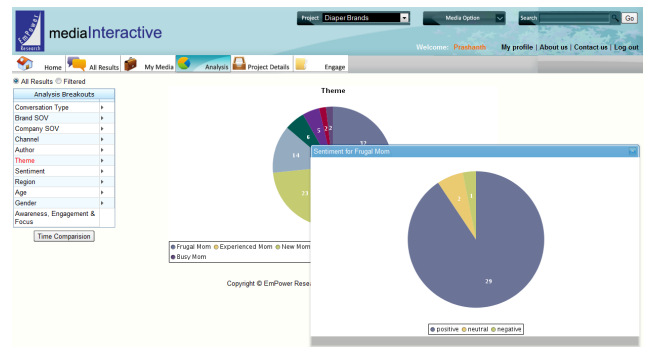 EmPower
Research
mediaInteractive
Project Diaper Brands
Media Option
Search
Go
Welcome: Prashanth
My profile | About us | Contact us | Log out
Home
All Results
My Media
Analysis
Project Details
Engage
All Results Filtered
Analysis Breakouts
Conversation Type
Brand SOV
Company SOV
Channel
Author
Theme
Sentiment
Region
Age
Gender
Awareness, Engagement &
Focus
Time Comparision
Theme
2 2
5
6
14
23
Frugal Mom Experienced Mom New Mom
Busy Mom
Copyright © EmPower Resea
Sentiment for Frugal Mom
2
1
29
positive neutral negative